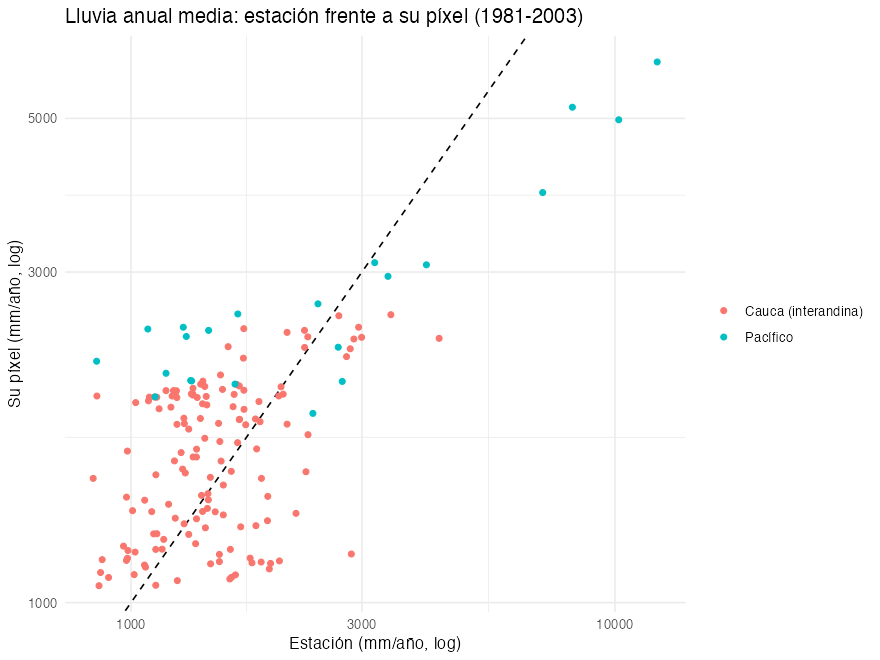 Lluvia anual media: estación frente a su píxel (1981-2003)
5000
3000
1000
Su píxel (mm/año, log)
1000
3000
10000
Estación (mm/año, log)
Cauca (interandina)
Pacífico